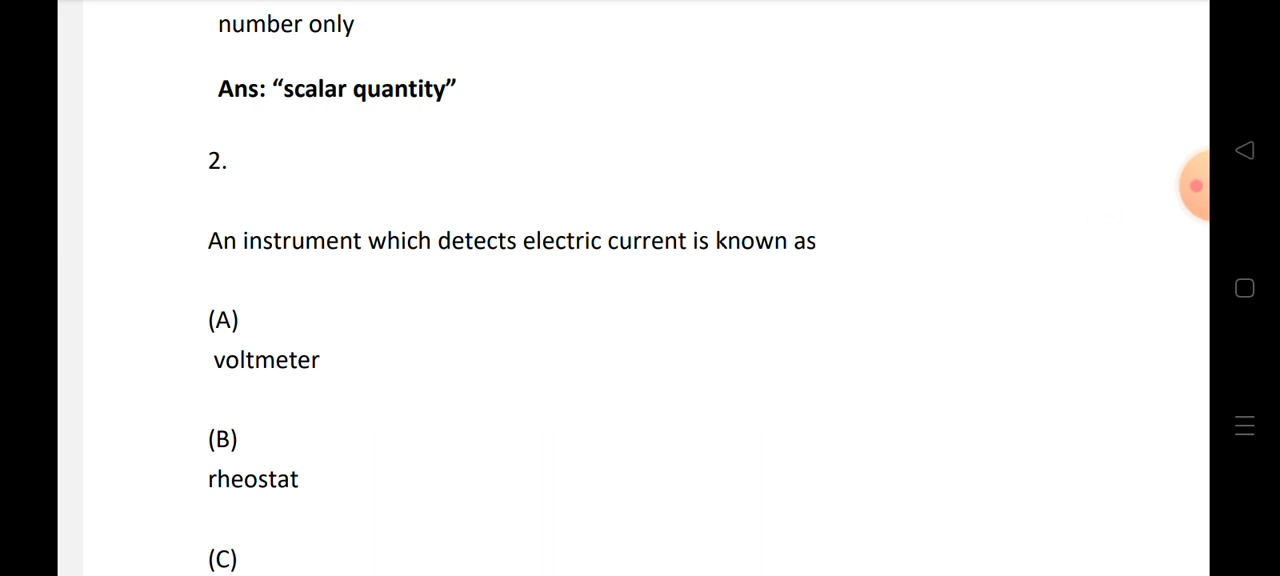 number only
Ans: “scalar quantity”
2.
An instrument which detects electric current is known as
(A)
voltmeter
(B)
rheostat
(C)